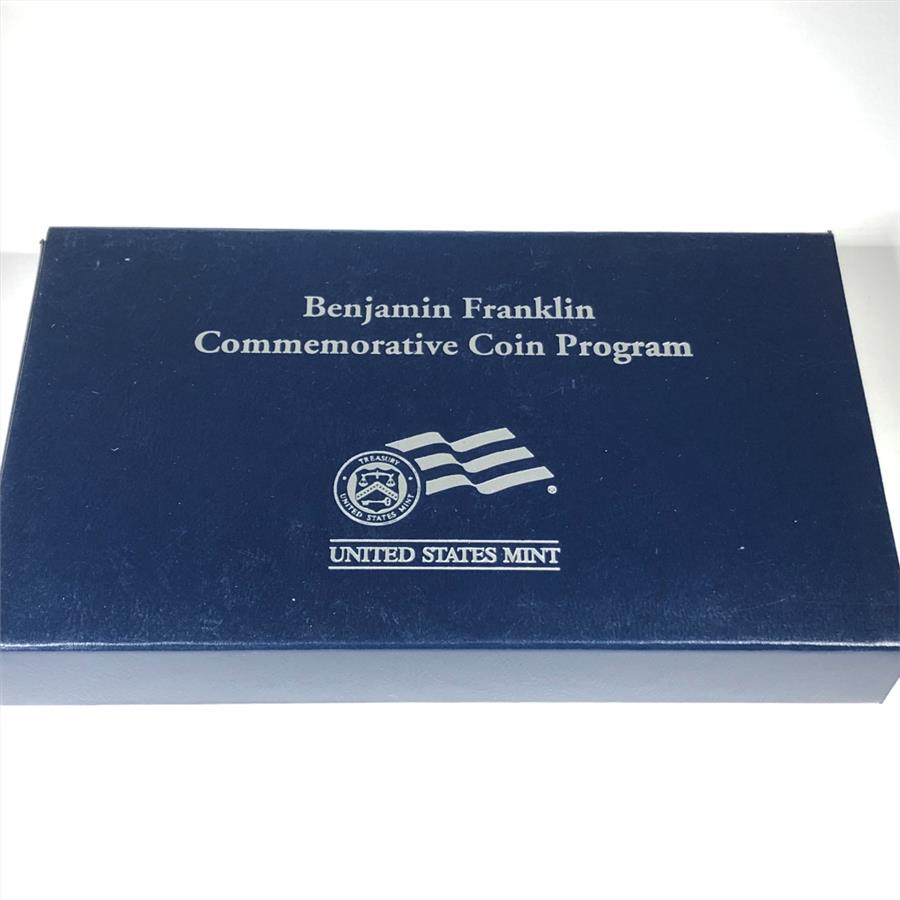 Benjamin Franklin
Commemorative Coin Program
TREASURY
UNITED STATES MINT
®
UNITED STATES MINT